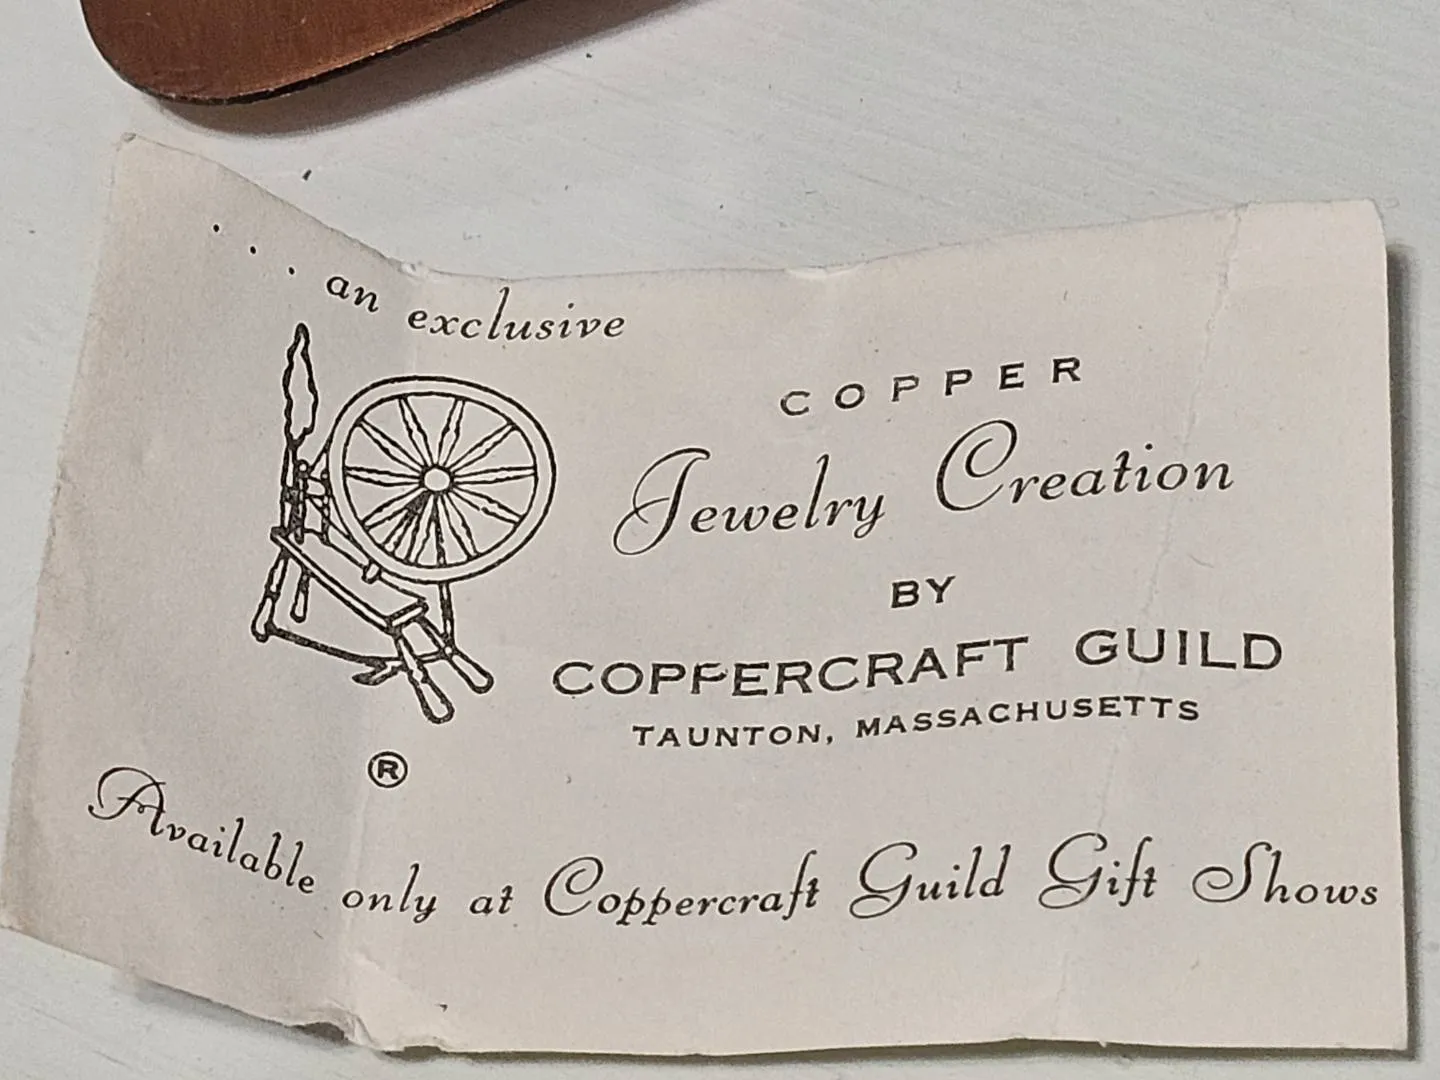 . . . an exclusive
COPPER
Jewelry Creation
BY
COPPERCRAFT GUILD
TAUNTON, MASSACHUSETTS
®
Available only at Coppercraft Guild Gift Shows